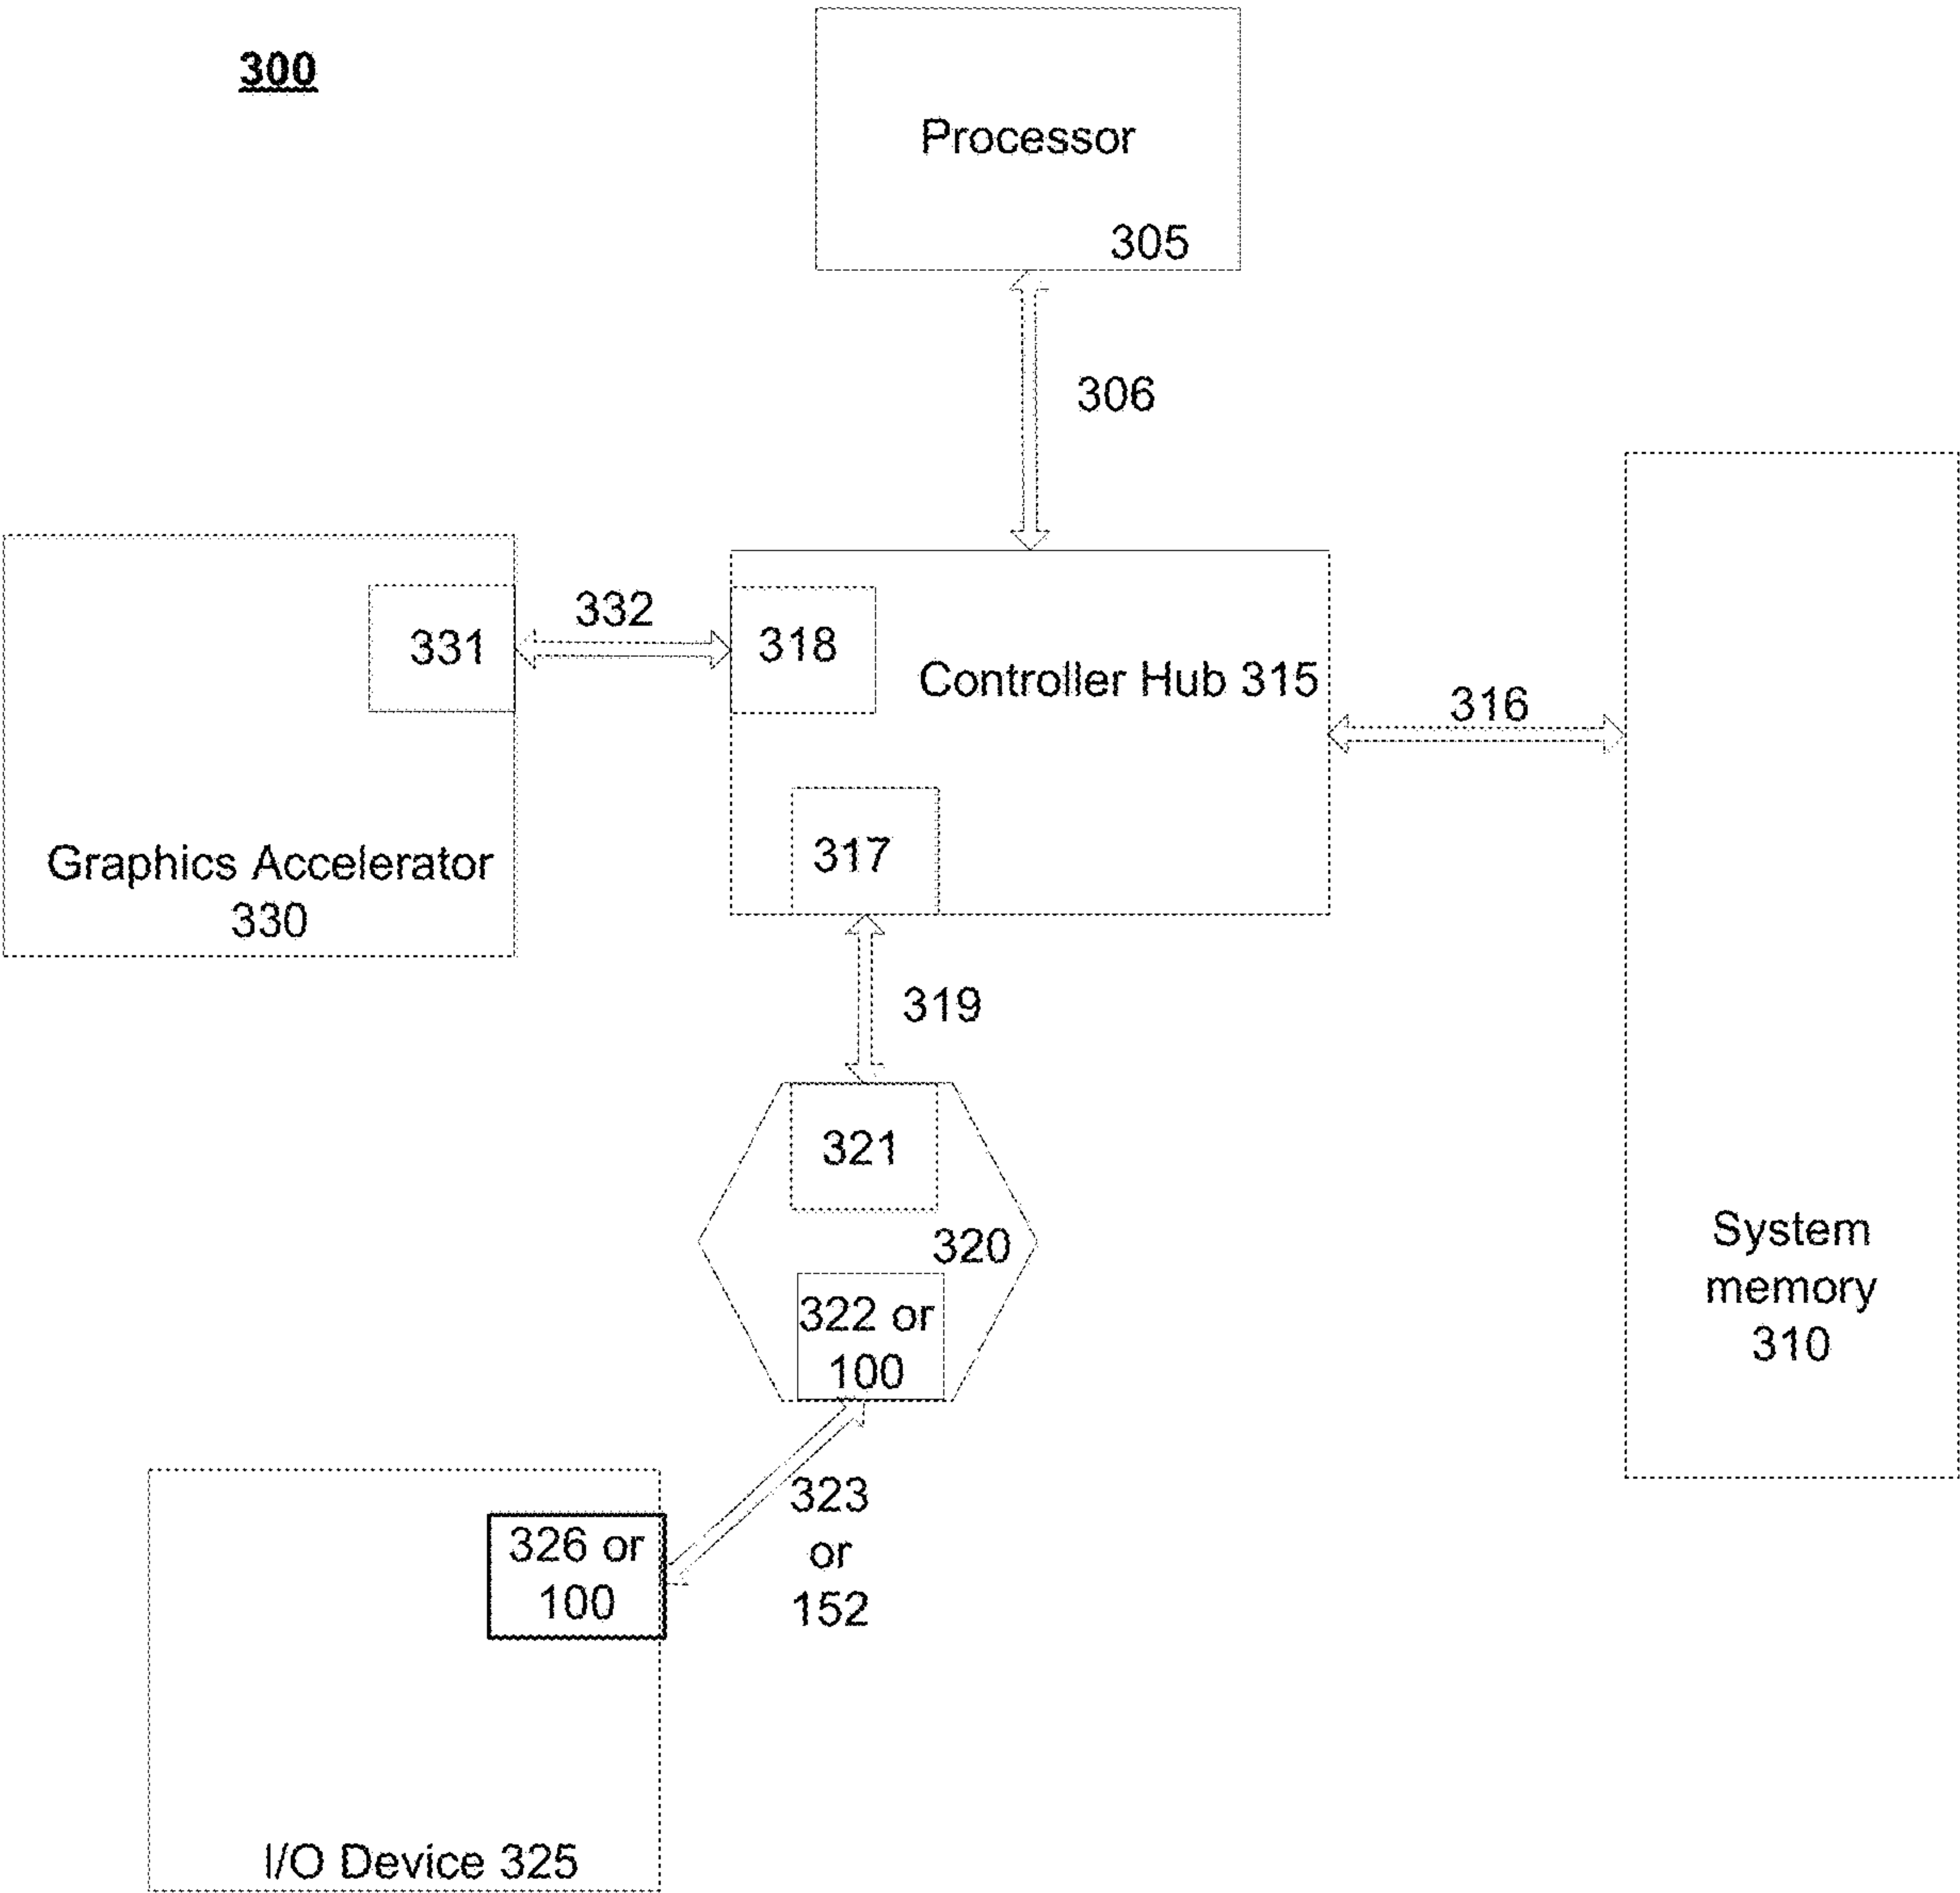 300
Processor
305
306
332
331
318
Controller Hub 315
316
317
Graphics Accelerator
330
319
321
320
System
memory
310
322 or
100
323
or
152
326 or
100
I/O Device 325